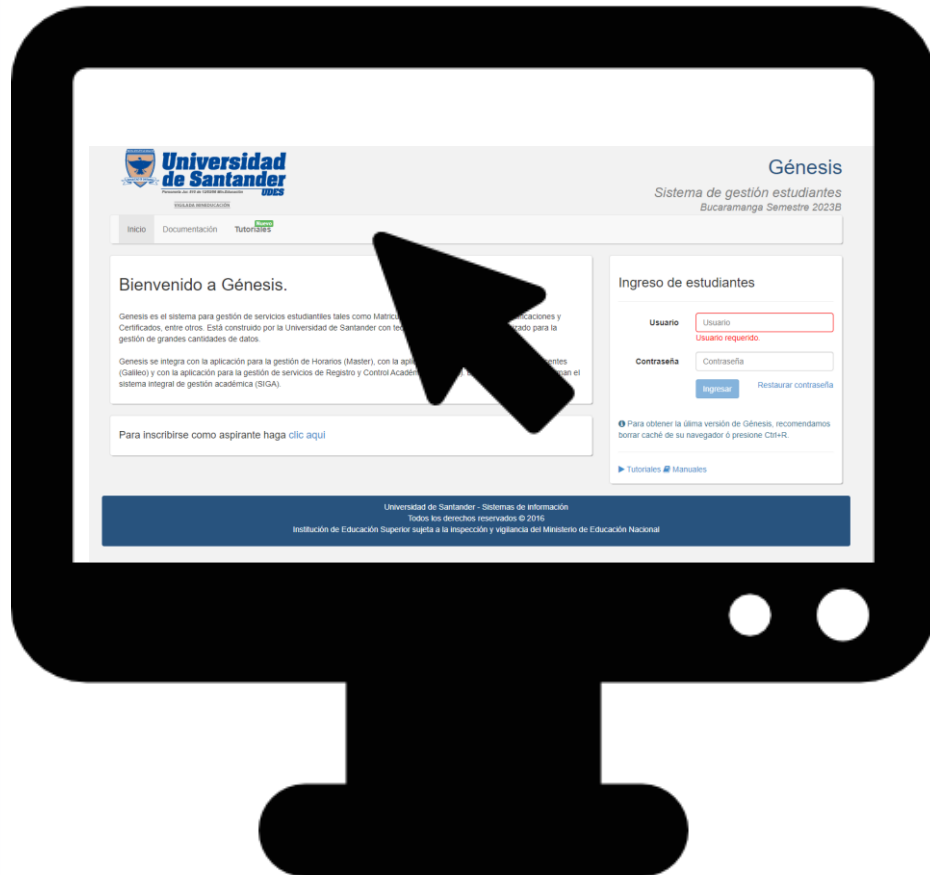 Universidad
de Santander
UDES
VIGILADA MINEDUCACIÓN
Génesis
Sistema de gestión estudiantes
Bucaramanga Semestre 2023B
Inicio Documentación Tutoriales Nuevo
Bienvenido a Génesis.
Genesis es el sistema para gestión de servicios estudiantiles tales como ificaciones y
Certificados, entre otros. Está construido por la Universidad de Santander con izado para la
gestión de grandes cantidades de datos.
Genesis se integra con la aplicación para la gestión de Horarios (Master), con la entes
(Galileo) y con la aplicación para la gestión de servicios de Registro y Control man el
sistema integral de gestión académica (SIGA).
Para inscribirse como aspirante haga clic aquí
Ingreso de estudiantes
Usuario Usuario
Usuario requerido.
Contraseña Contraseña
Ingresar Restaurar contraseña
Para obtener la úlima versión de Génesis, recomendamos
borrar caché de su navegador ó presione Ctrl+R.
Tutoriales Manuales
Universidad de Santander - Sistemas de información
Todos los derechos reservados © 2016
Institución de Educación Superior sujeta a la inspección y vigilancia del Ministerio de Educación Nacional